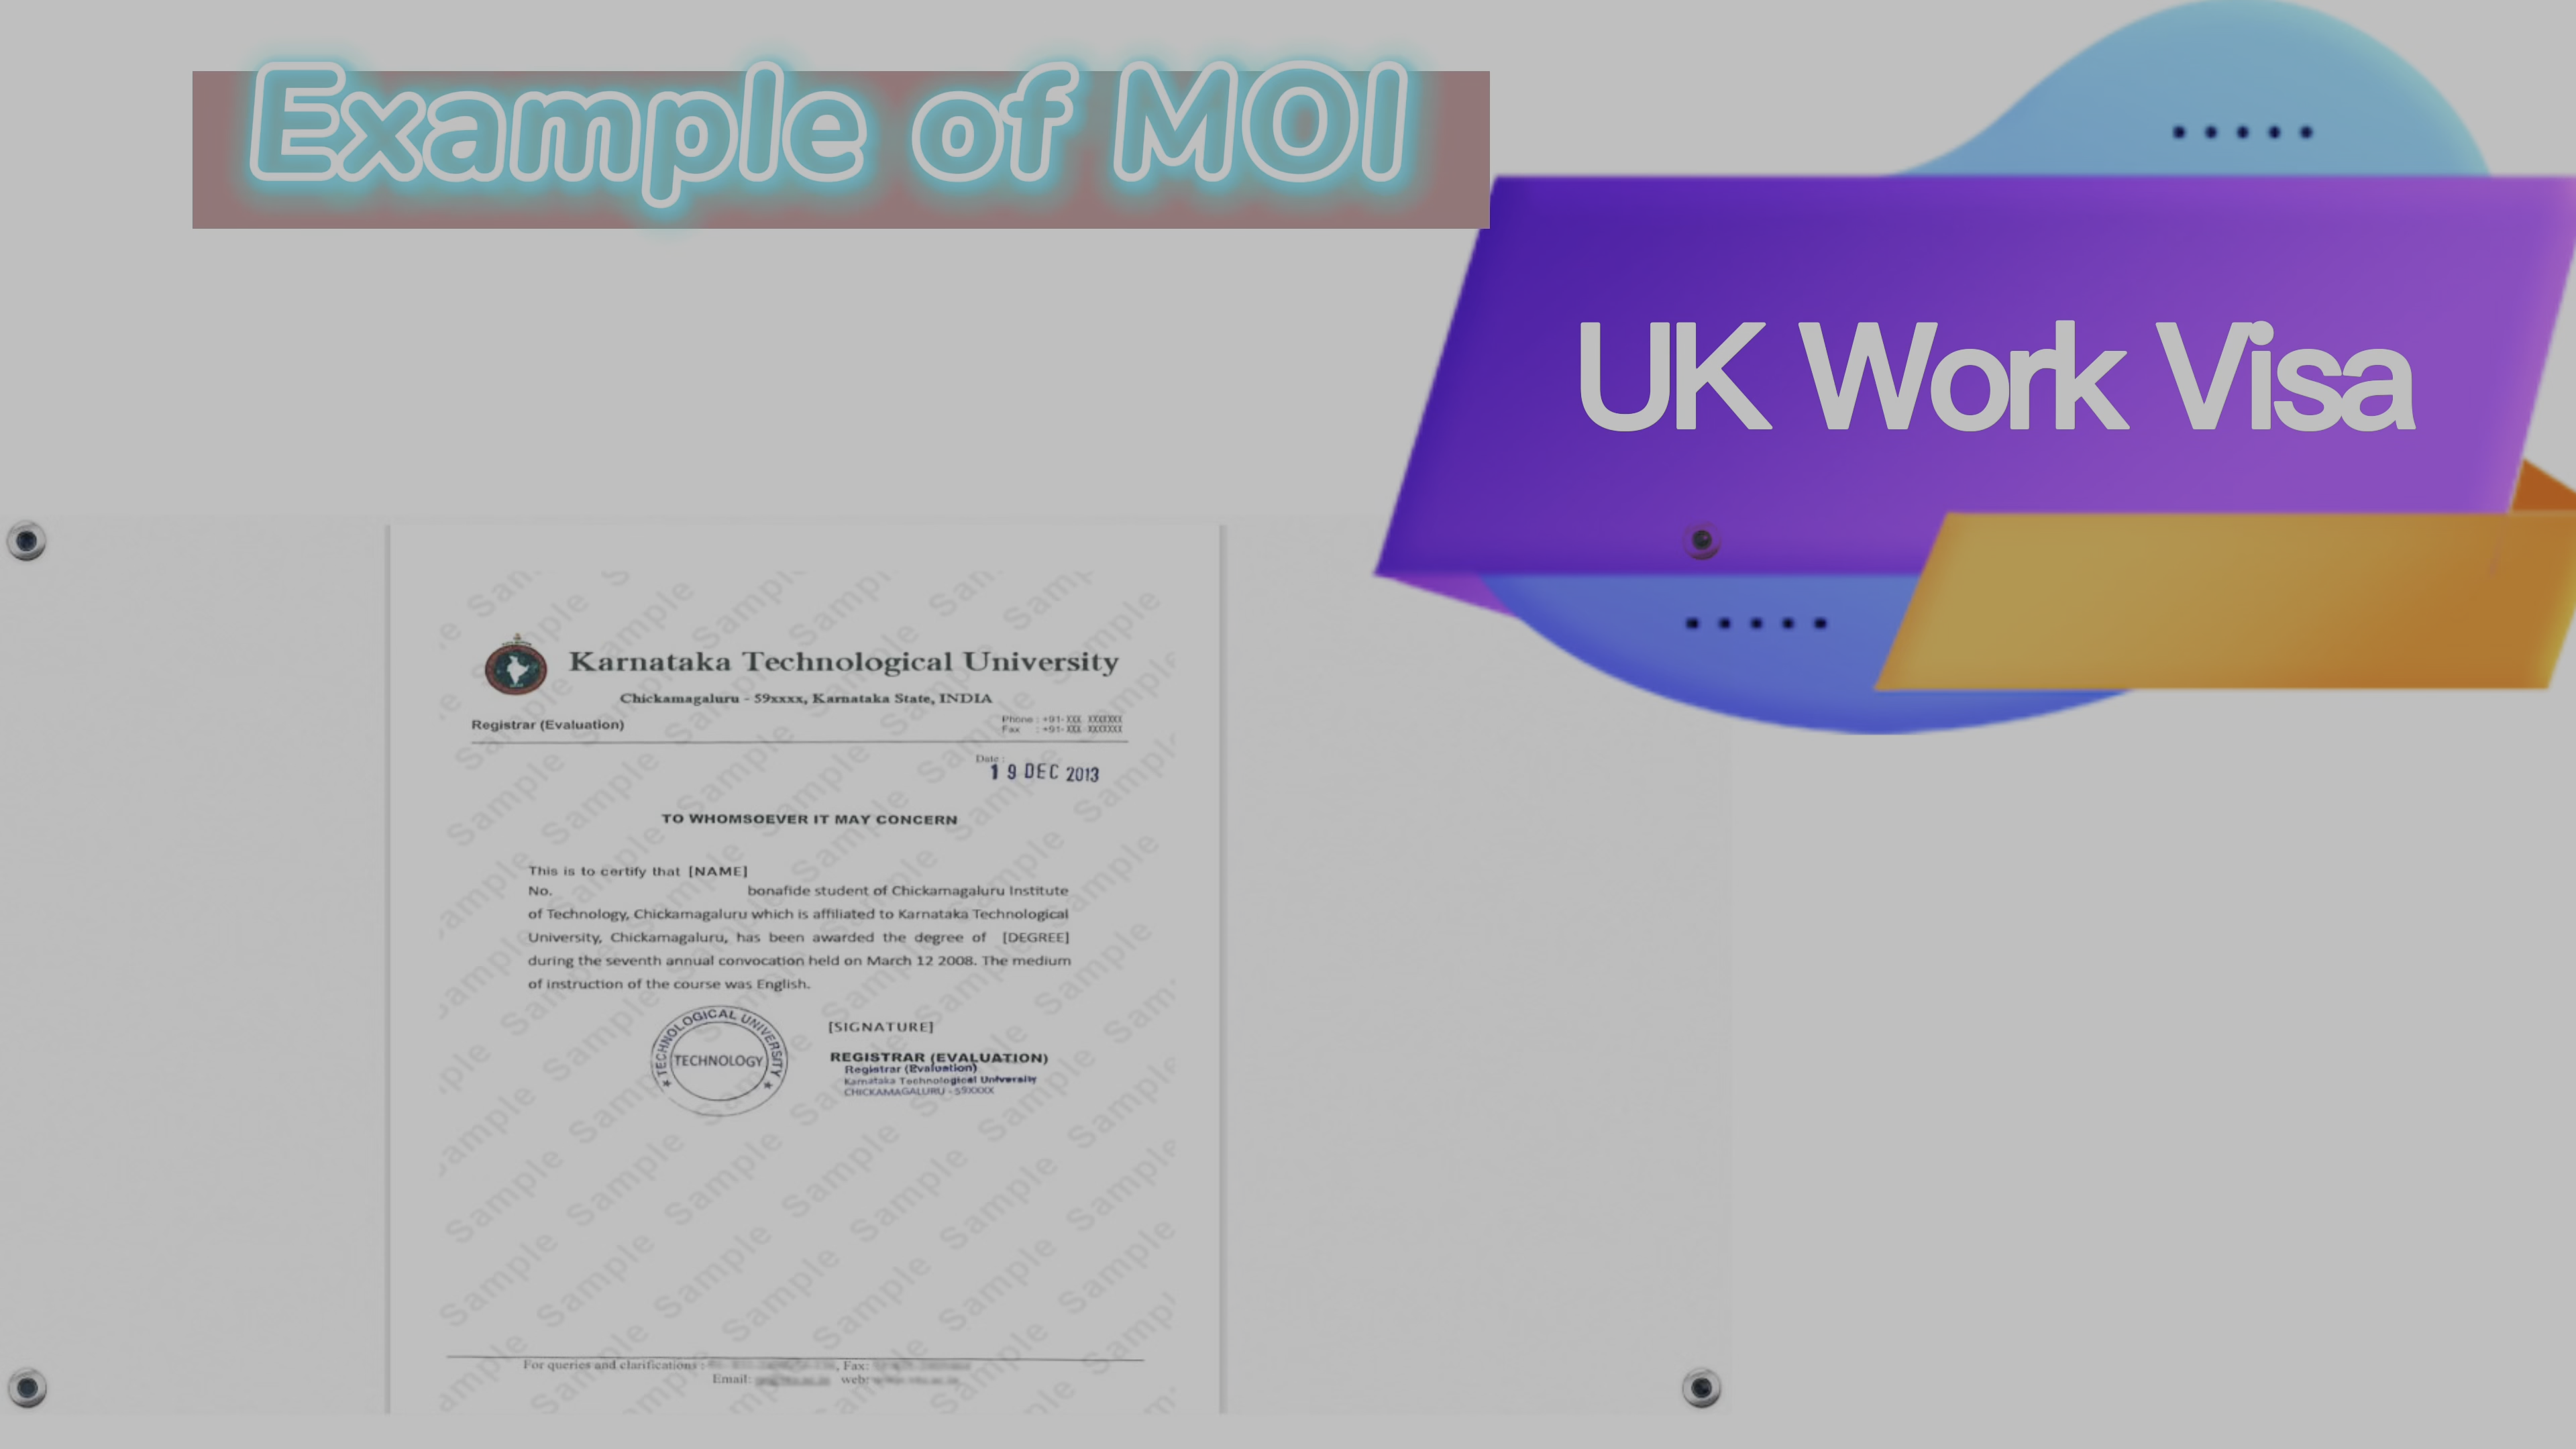 Example of MOI
UK Work Visa
Karnataka Technological University
Chickamagaluru - 59xxxx, Karnataka State, INDIA
Registrar (Evaluation)
Phone : +91- XXX XXXXXXX
Fax : +91- XXX XXXXXXX
Date :
19 DEC 2013
TO WHOMSOEVER IT MAY CONCERN
This is to certify that [NAME]
No. bonafide student of Chickamagaluru Institute
of Technology, Chickamagaluru which is affiliated to Karnataka Technological
University, Chickamagaluru, has been awarded the degree of [DEGREE]
during the seventh annual convocation held on March 12 2008. The medium
of instruction of the course was English.
TECHNOLOGICAL UNIVERSITY
TECHNOLOGY
[SIGNATURE]
REGISTRAR (EVALUATION)
Registrar (Evaluation)
Karnataka Technological University
CHICKAMAGALURU - 59XXXX
For queries and clarifications : , Fax:
Email: web:
Sample